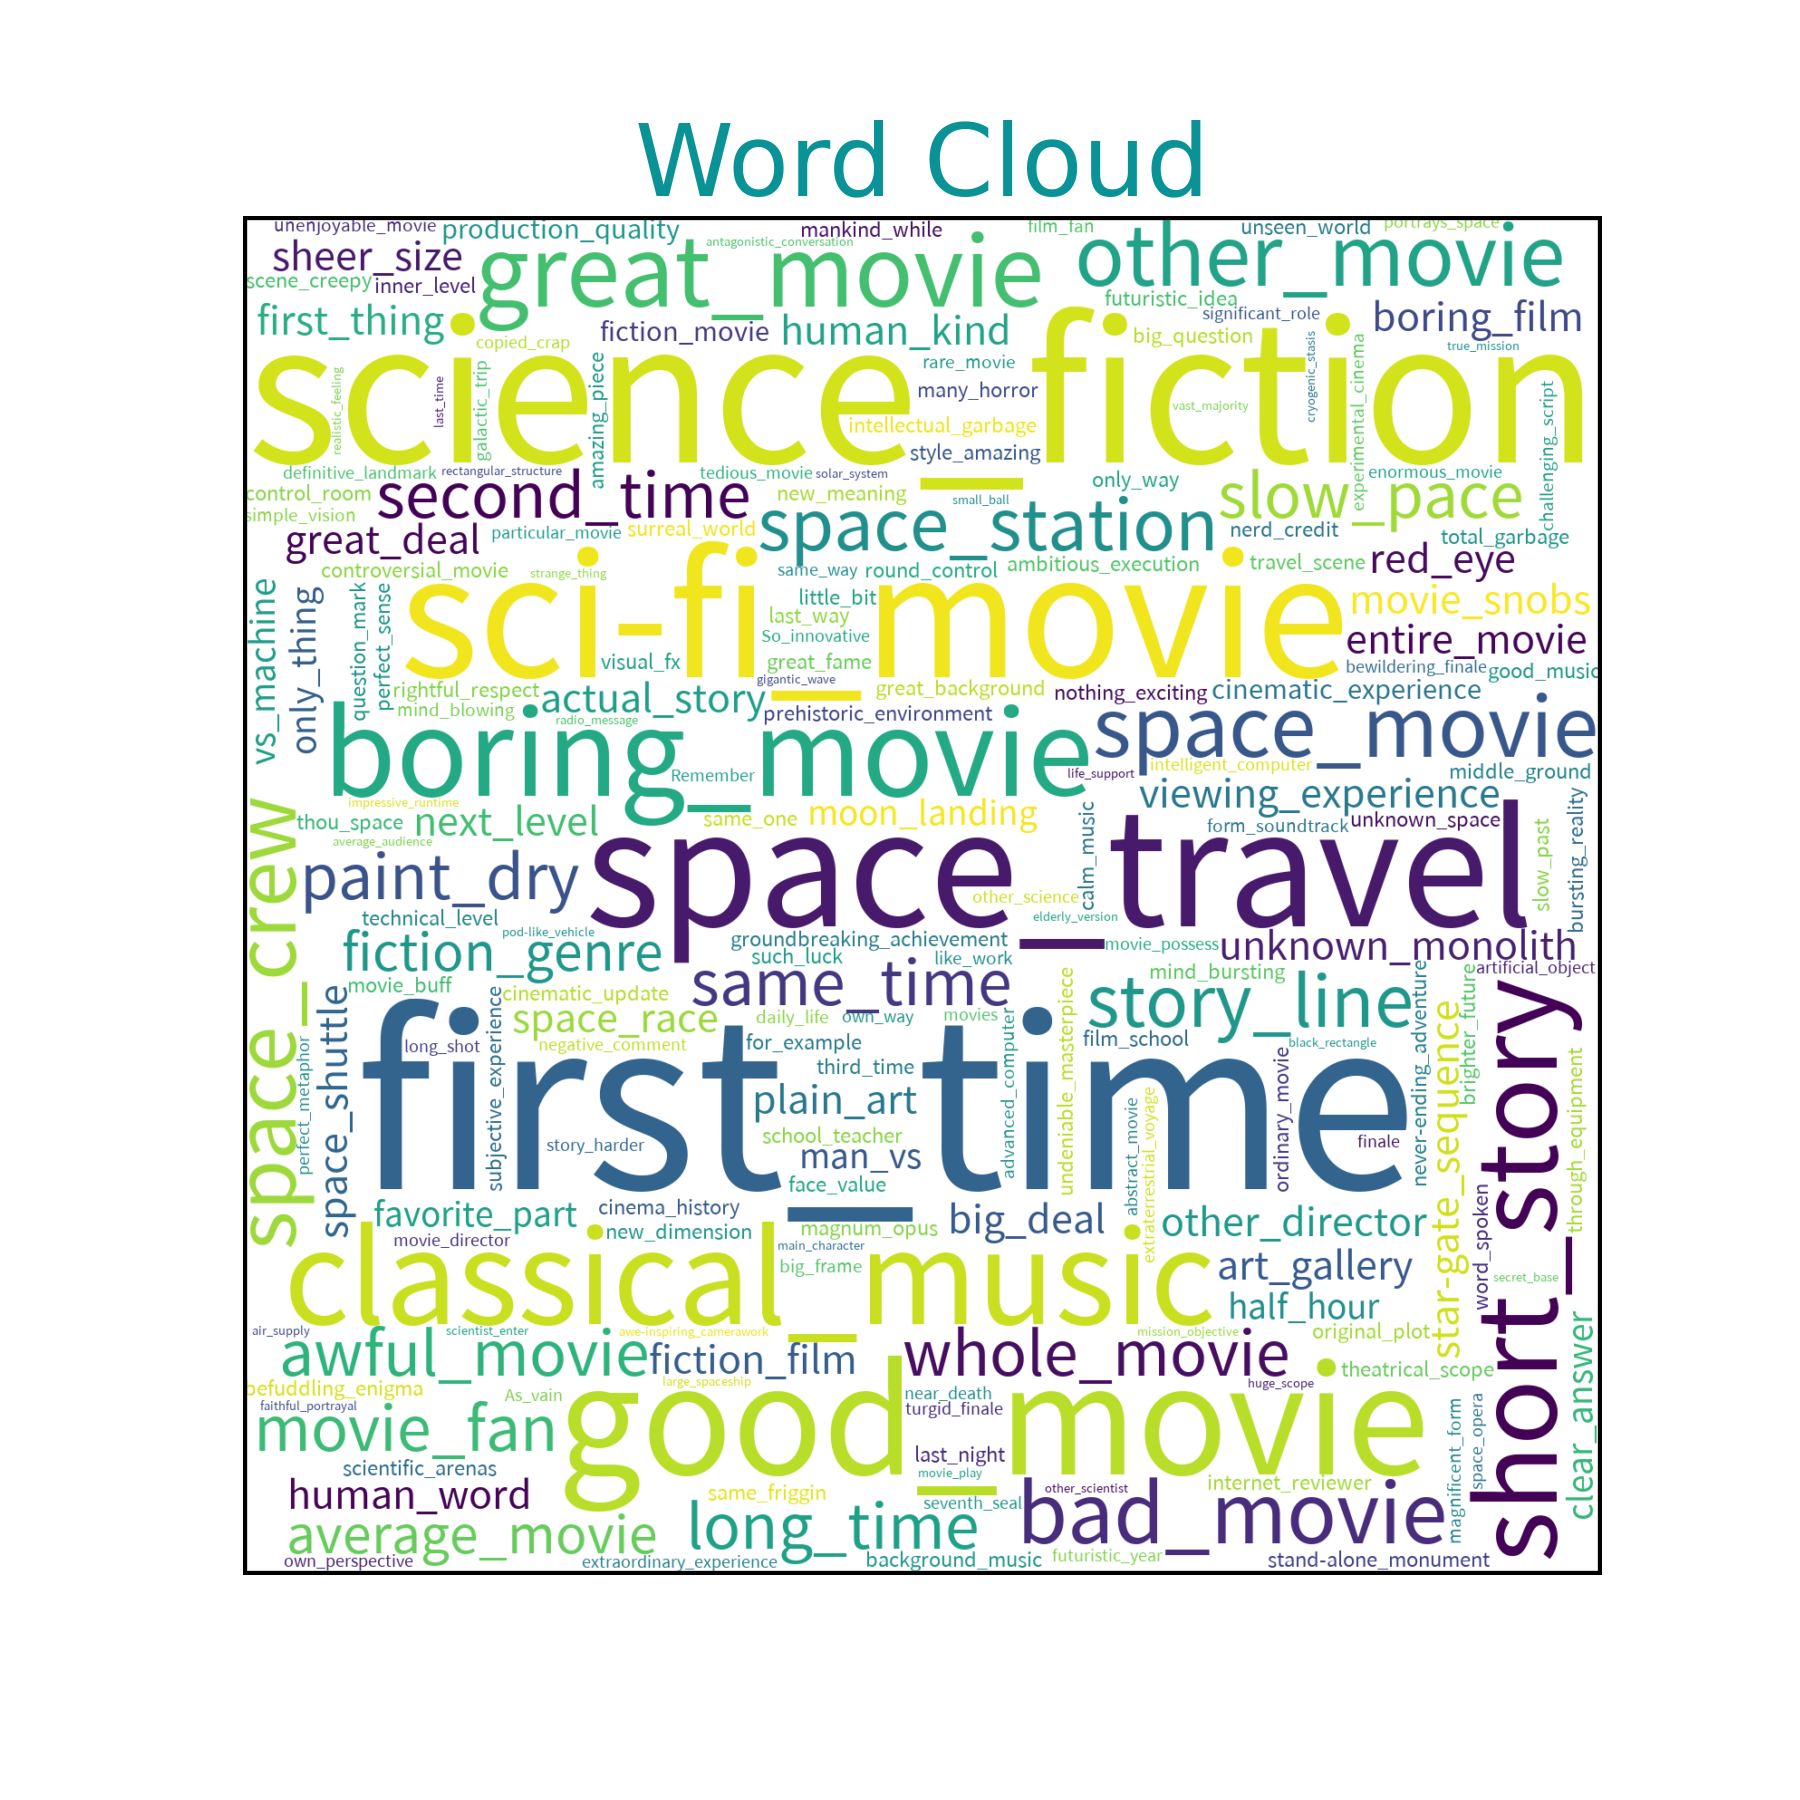 Word Cloud
unenjoyable_movie
production_quality
mankind_while
film_fan
unseen_world
portrays_space
sheer_size
antagonistic_conversation
great_movie
other_movie
scene_creepy
inner_level
futuristic_idea
significant_role
first_thing
fiction_movie
human_kind
boring_film
copied_crap
big_question
true_mission
science_fiction
rare_movie
realistic_feeling
last_time
galactic_trip
amazing_piece
many_horror
vast_majority
cryogenic_stasis
experimental_cinema
challenging_script
intellectual_garbage
style_amazing
definitive_landmark
rectangular_structure
tedious_movie
solar_system
only_way
enormous_movie
control_room
second_time
new_meaning
small_ball
slow_pace
simple_vision
space_station
great_deal
particular_movie
surreal_world
nerd_credit
total_garbage
controversial_movie
strange_thing
same_way
round_control
ambitious_execution
travel_scene
red_eye
vs_machine
only_thing
question_mark
perfect_sense
sci-fi_movie
little_bit
last_way
So_innovative
movie_snobs
entire_movie
visual_fx
great_fame
gigantic_wave
bewildering_finale
good_music
rightful_respect
actual_story
great_background
nothing_exciting
cinematic_experience
mind_blowing
radio_message
prehistoric_environment
boring_movie
space_movie
Remember
life_support
intelligent_computer
middle_ground
impressive_runtime
viewing_experience
thou_space
next_level
same_one
moon_landing
calm_music
form_soundtrack
unknown_space
average_audience
slow_past
bursting_reality
space_crew
paint_dry
space_travel
other_science
technical_level
elderly_version
pod-like_vehicle
fiction_genre
groundbreaking_achievement
movie_possess
unknown_monolith
such_luck
like_work
artificial_object
movie_buff
same_time
mind_bursting
cinematic_update
story_line
space_shuttle
perfect_metaphor
subjective_experience
space_race
daily_life
own_way
movies
undeniable_masterpiece
never-ending_adventure
star-gate_sequence
brighter_future
short_story
long_shot
negative_comment
for_example
film_school
black_rectangle
first_time
third_time
advanced_computer
ordinary_movie
through_equipment
plain_art
abstract_movie
extraterrestrial_voyage
school_teacher
story_harder
man_vs
finale
face_value
word_spoken
favorite_part
cinema_history
big_deal
other_director
movie_director
new_dimension
magnum_opus
main_character
classical_music
big_frame
art_gallery
secret_base
half_hour
air_supply
scientist_enter
awe-inspiring_camerawork
mission_objective
original_plot
clear_answer
awful_movie
fiction_film
whole_movie
theatrical_scope
large_spaceship
huge_scope
befuddling_enigma
As_vain
near_death
faithful_portrayal
turgid_finale
magnificent_form
space_opera
movie_fan
good_movie
last_night
scientific_arenas
movie_play
human_word
same_friggin
other_scientist
internet_reviewer
seventh_seal
average_movie
long_time
bad_movie
own_perspective
extraordinary_experience
background_music
futuristic_year
stand-alone_monument